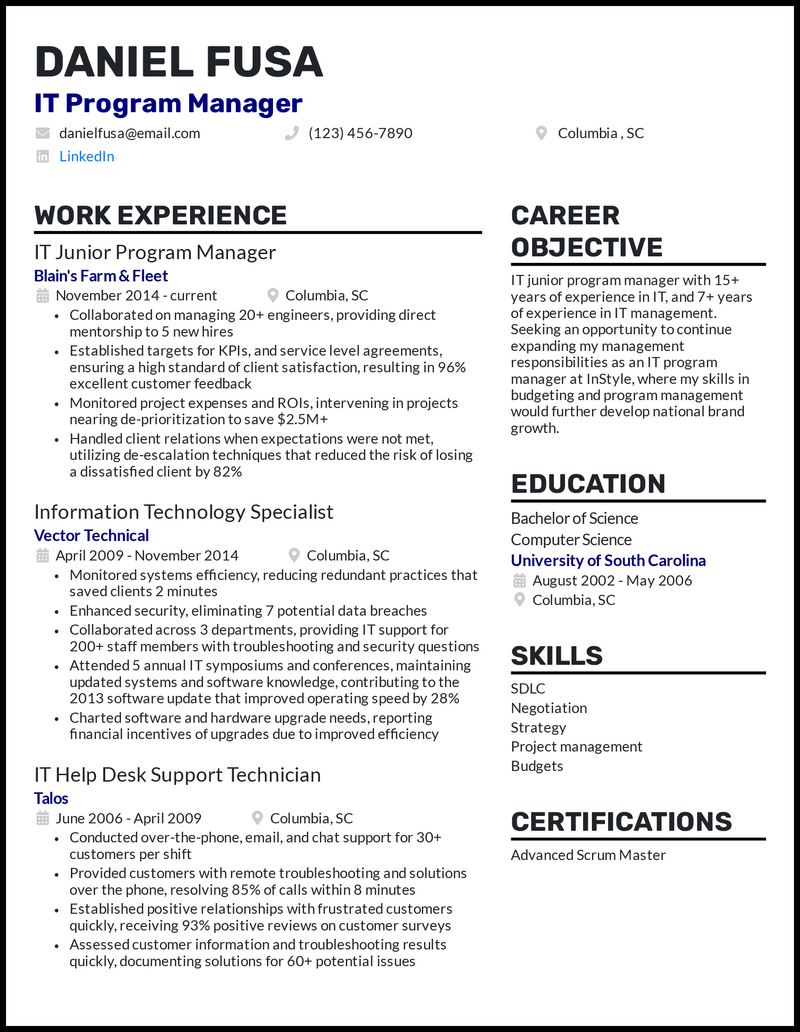 DANIEL FUSA
IT Program Manager
danielfusa@email.com
(123) 456-7890
Columbia , SC
LinkedIn
WORK EXPERIENCE
IT Junior Program Manager
Blain's Farm & Fleet
November 2014 - current
Columbia, SC
• Collaborated on managing 20+ engineers, providing direct
mentorship to 5 new hires
• Established targets for KPIs, and service level agreements,
ensuring a high standard of client satisfaction, resulting in 96%
excellent customer feedback
• Monitored project expenses and ROIs, intervening in projects
nearing de-prioritization to save $2.5M+
• Handled client relations when expectations were not met,
utilizing de-escalation techniques that reduced the risk of losing
a dissatisfied client by 82%
Information Technology Specialist
Vector Technical
April 2009 - November 2014
Columbia, SC
• Monitored systems efficiency, reducing redundant practices that
saved clients 2 minutes
• Enhanced security, eliminating 7 potential data breaches
• Collaborated across 3 departments, providing IT support for
200+ staff members with troubleshooting and security questions
• Attended 5 annual IT symposiums and conferences, maintaining
updated systems and software knowledge, contributing to the
2013 software update that improved operating speed by 28%
• Charted software and hardware upgrade needs, reporting
financial incentives of upgrades due to improved efficiency
IT Help Desk Support Technician
Talos
June 2006 - April 2009
Columbia, SC
• Conducted over-the-phone, email, and chat support for 30+
customers per shift
• Provided customers with remote troubleshooting and solutions
over the phone, resolving 85% of calls within 8 minutes
• Established positive relationships with frustrated customers
quickly, receiving 93% positive reviews on customer surveys
• Assessed customer information and troubleshooting results
quickly, documenting solutions for 60+ potential issues
CAREER
OBJECTIVE
IT junior program manager with 15+
years of experience in IT, and 7+ years
of experience in IT management.
Seeking an opportunity to continue
expanding my management
responsibilities as an IT program
manager at InStyle, where my skills in
budgeting and program management
would further develop national brand
growth.
EDUCATION
Bachelor of Science
Computer Science
University of South Carolina
August 2002 - May 2006
Columbia, SC
SKILLS
SDLC
Negotiation
Strategy
Project management
Budgets
CERTIFICATIONS
Advanced Scrum Master